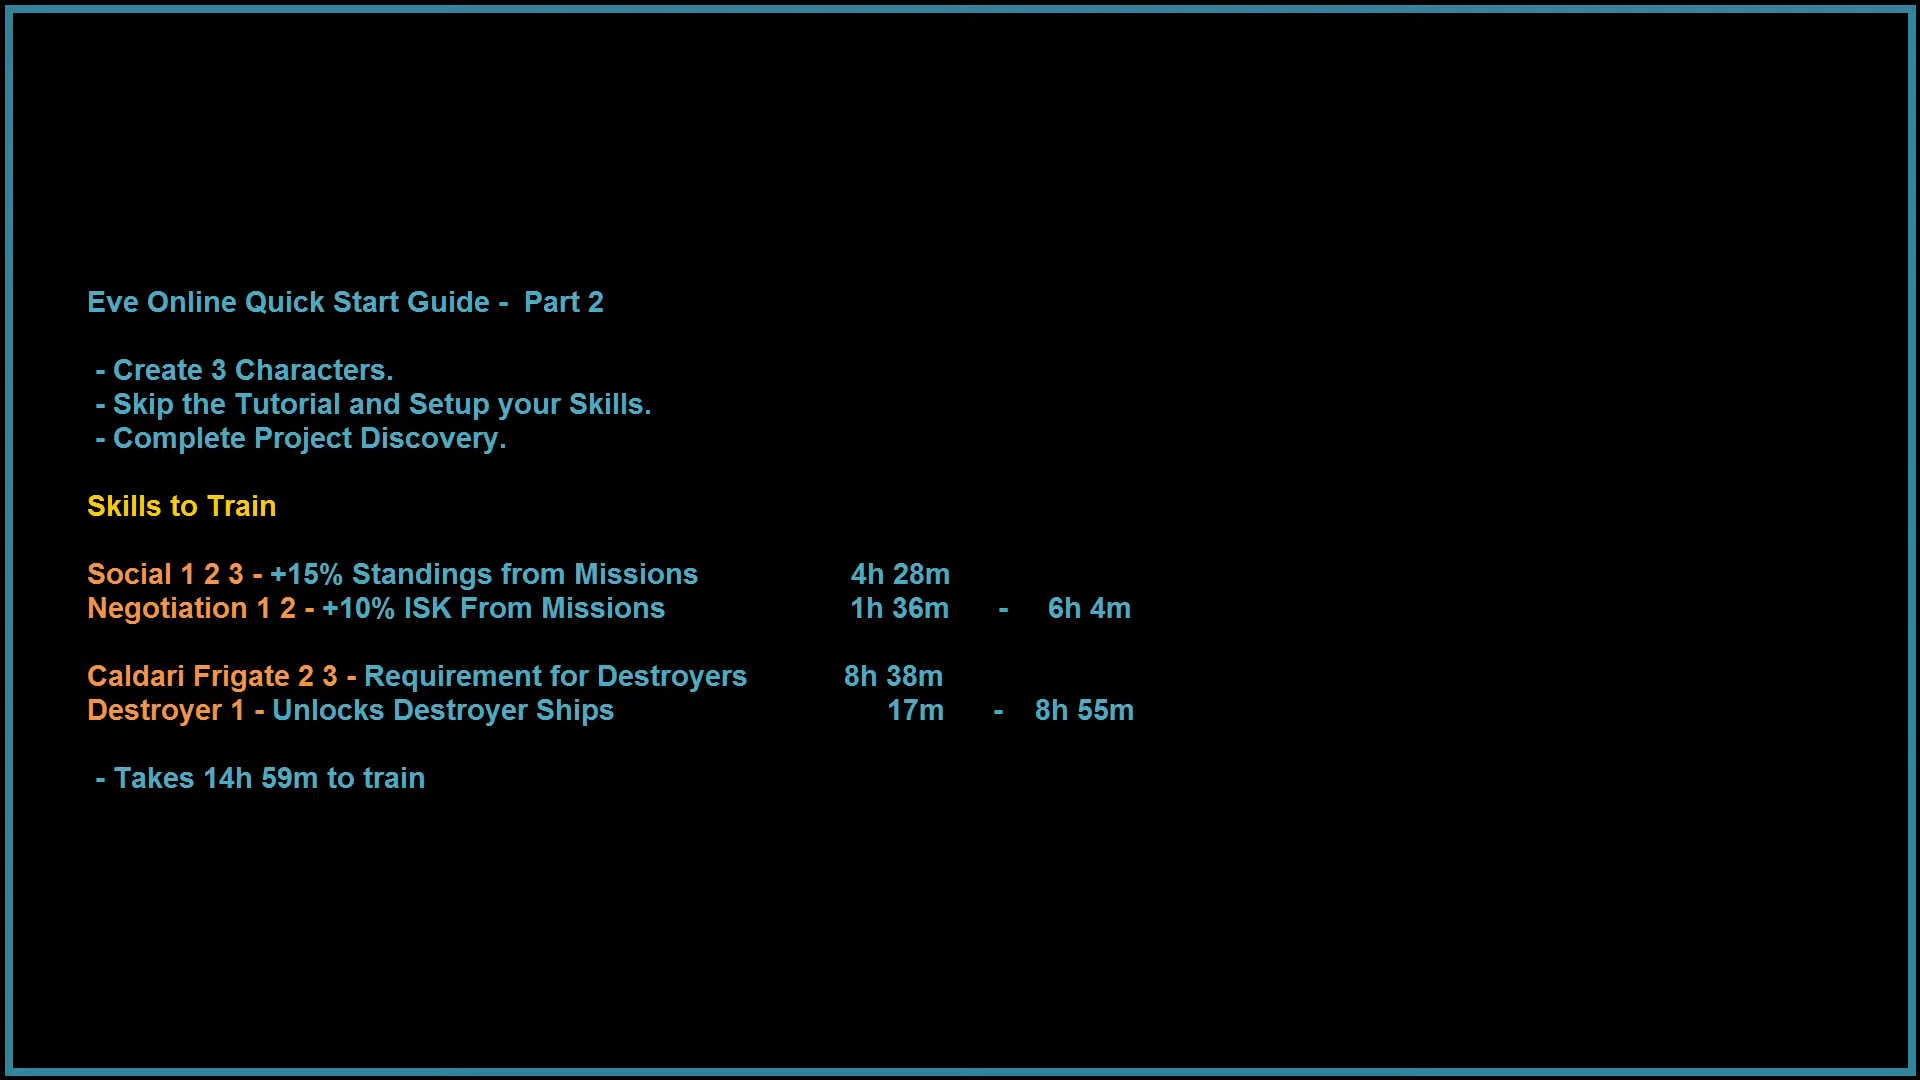 Eve Online Quick Start Guide -  Part 2
- Create 3 Characters.
- Skip the Tutorial and Setup your Skills.
- Complete Project Discovery.
Skills to Train
Social 1 2 3 - +15% Standings from Missions 4h 28m
Negotiation 1 2 - +10% ISK From Missions 1h 36m - 6h 4m
Caldari Frigate 2 3 - Requirement for Destroyers 8h 38m
Destroyer 1 - Unlocks Destroyer Ships 17m - 8h 55m
- Takes 14h 59m to train